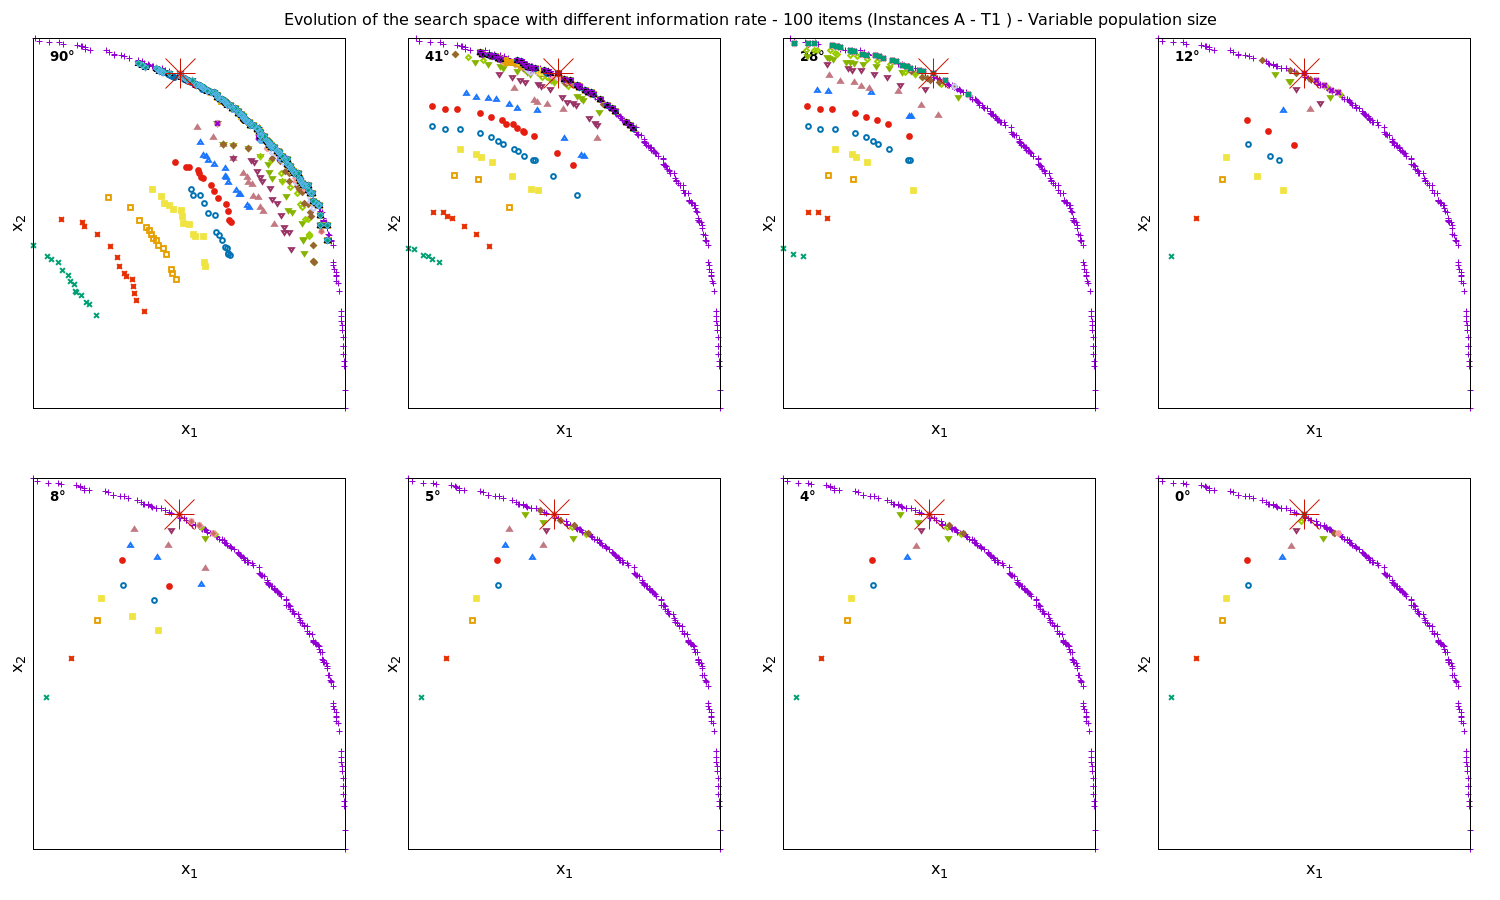 Evolution of the search space with different information rate - 100 items (Instances A - T1 ) - Variable population size
90° 41° 28° 12°
x2 x2 x2 x2
x1 x1 x1 x1
8° 5° 4° 0°
x2 x2 x2 x2
x1 x1 x1 x1